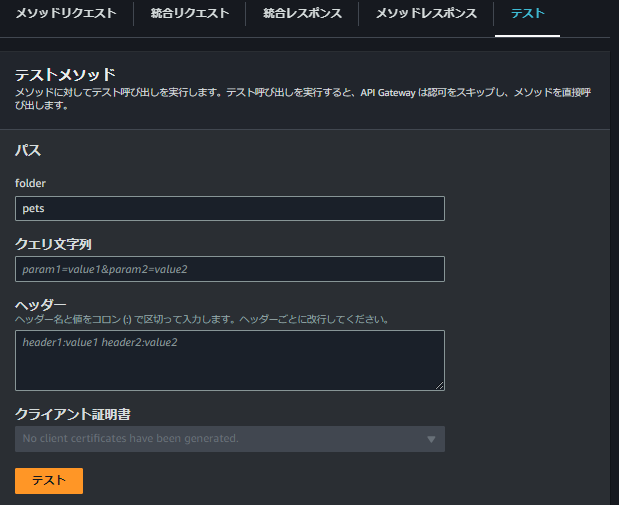 メソッドリクエスト 統合リクエスト 統合レスポンス メソッドレスポンス テスト
テストメソッド
メソッドに対してテスト呼び出しを実行します。テスト呼び出しを実行すると、API Gateway は認可をスキップし、メソッドを直接呼
び出します。
パス
folder
pets
クエリ文字列
param1=value1&param2=value2
ヘッダー
ヘッダー名と値をコロン (:) で区切って入力します。ヘッダーごとに改行してください。
header1:value1 header2:value2
クライアント証明書
No client certificates have been generated.
テスト